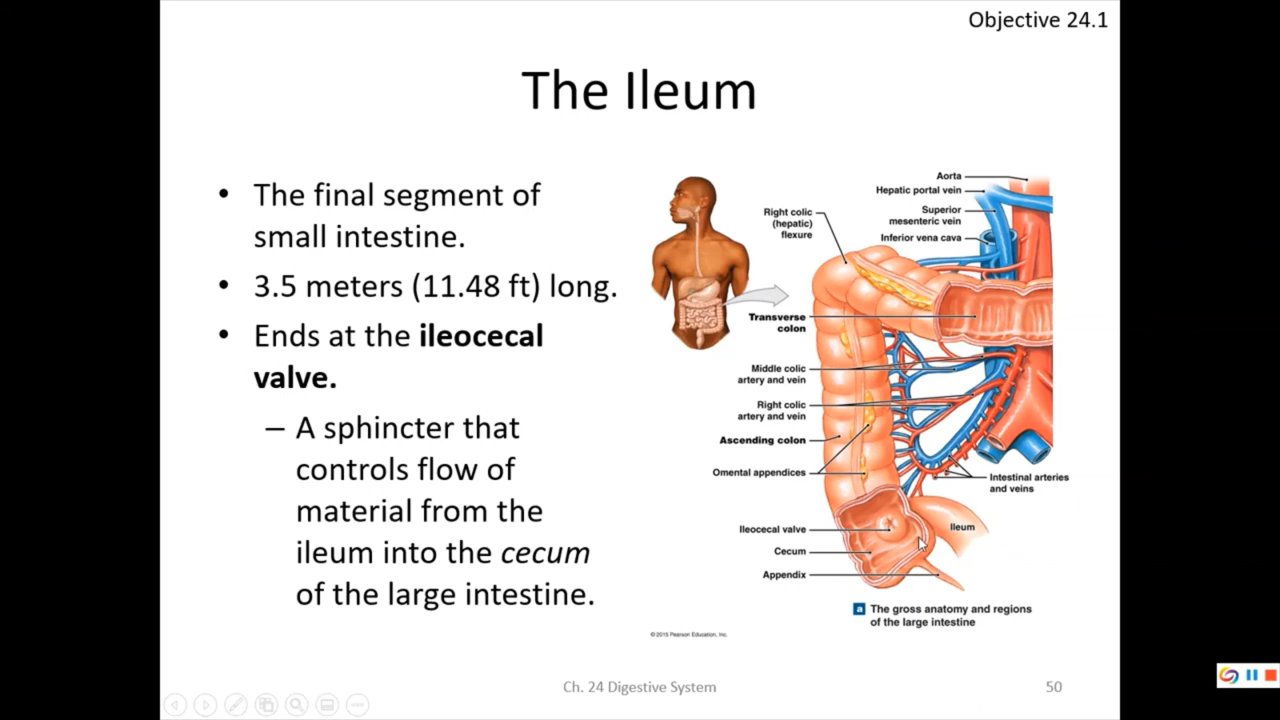 Objective 24.1
The Ileum
• The final segment of
small intestine.
• 3.5 meters (11.48 ft) long.
• Ends at the ileocecal
valve.
– A sphincter that
controls flow of
material from the
ileum into the cecum
of the large intestine.
Aorta
Hepatic portal vein
Superior
mesenteric vein
Inferior vena cava
Right colic
(hepatic)
flexure
Transverse
colon
Middle colic
artery and vein
Right colic
artery and vein
Ascending colon
Omental appendices
Intestinal arteries
and veins
Ileocecal valve
Ileum
Cecum
Appendix
a The gross anatomy and regions
of the large intestine
© 2015 Pearson Education, Inc.
Ch. 24 Digestive System
50